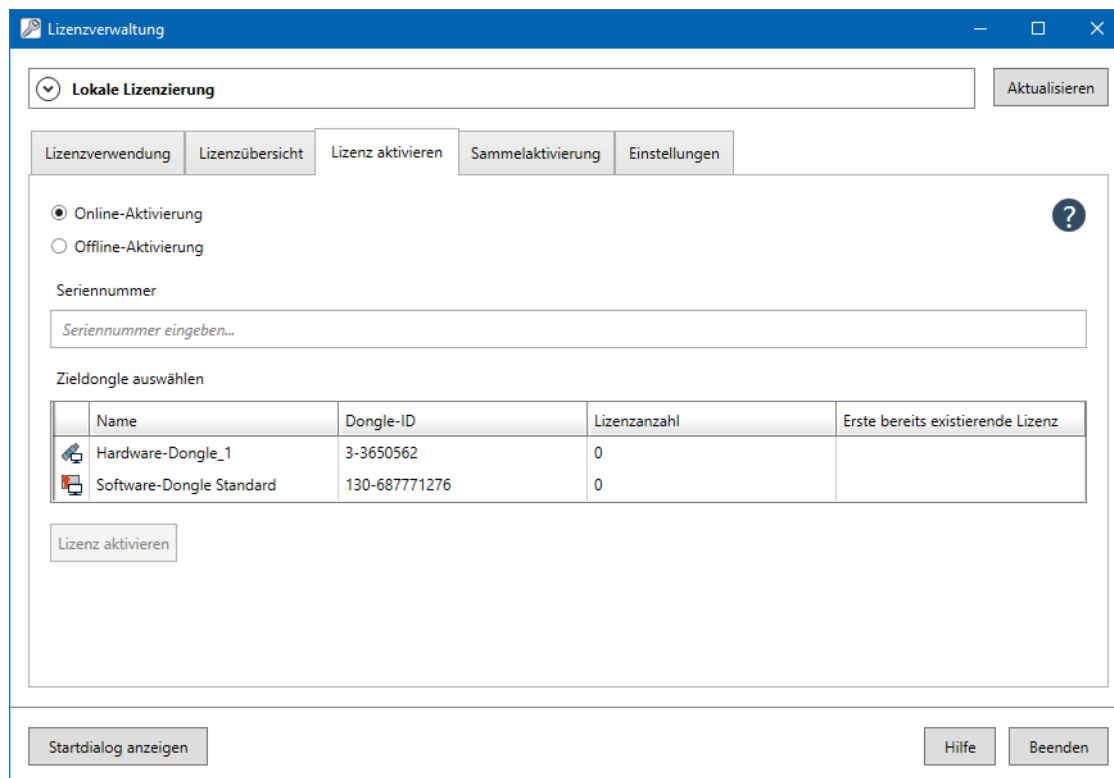 Lizenzverwaltung
Lokale Lizenzierung
Aktualisieren
Lizenzverwendung Lizenzübersicht Lizenz aktivieren Sammelaktivierung Einstellungen
Online-Aktivierung
?
Offline-Aktivierung
Seriennummer
Seriennummer eingeben...
Zieldongle auswählen
Name Dongle-ID Lizenzanzahl Erste bereits existierende Lizenz
Hardware-Dongle_1 3-3650562 0
Software-Dongle Standard 130-687771276 0
Lizenz aktivieren
Startdialog anzeigen Hilfe Beenden